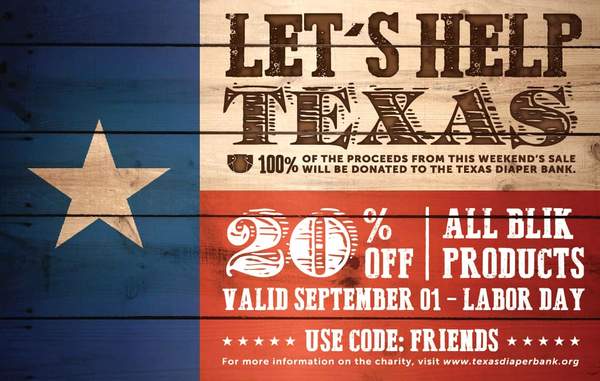 LET'S HELP
TEXAS
100% OF THE PROCEEDS FROM THIS WEEKEND'S SALE
WILL BE DONATED TO THE TEXAS DIAPER BANK.
20% OFF
ALL BLIK
PRODUCTS
VALID SEPTEMBER 01 - LABOR DAY
USE CODE: FRIENDS
For more information on the charity, visit www.texasdiaperbank.org